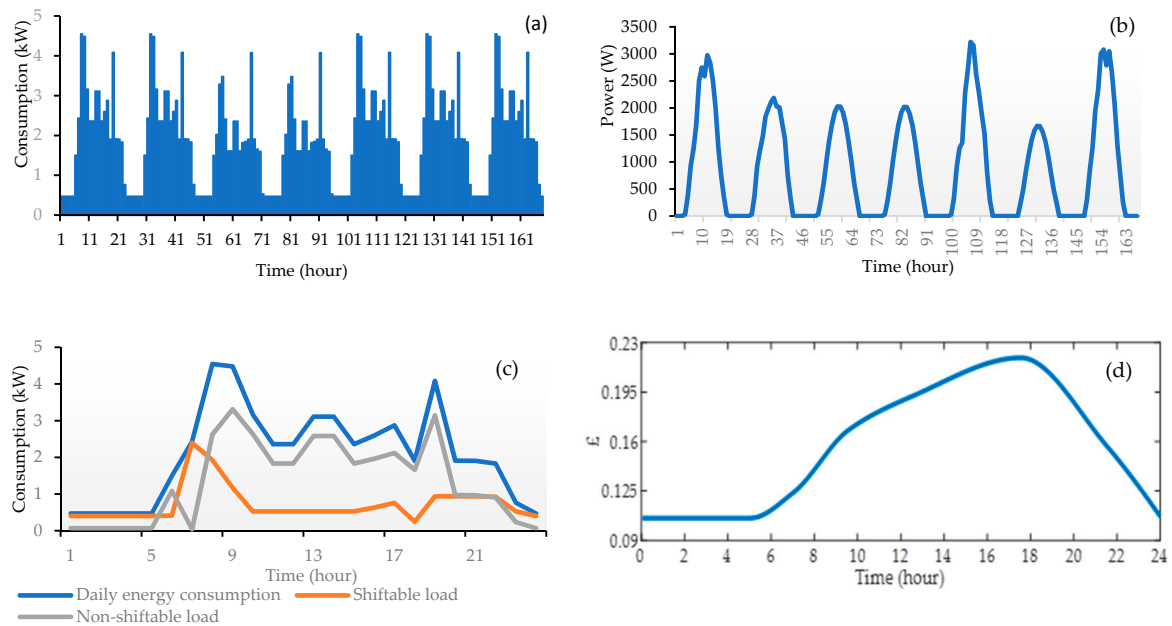 (a)
Consumption (kW)
5
4
3
2
1
0
1 11 21 31 41 51 61 71 81 91 101 111 121 131 141 151 161
Time (hour)
(b)
Power (W)
3500
3000
2500
2000
1500
1000
500
0
1 10 19 28 37 46 55 64 73 82 91 100 109 118 127 136 145 154 163
Time (hour)
(c)
Consumption (kW)
5
4
3
2
1
0
1 5 9 13 17 21
Time (hour)
Daily energy consumption
Shiftable load
Non-shiftable load
(d)
£
0.23
0.195
0.16
0.125
0.09
0 2 4 6 8 10 12 14 16 18 20 22 24
Time (hour)